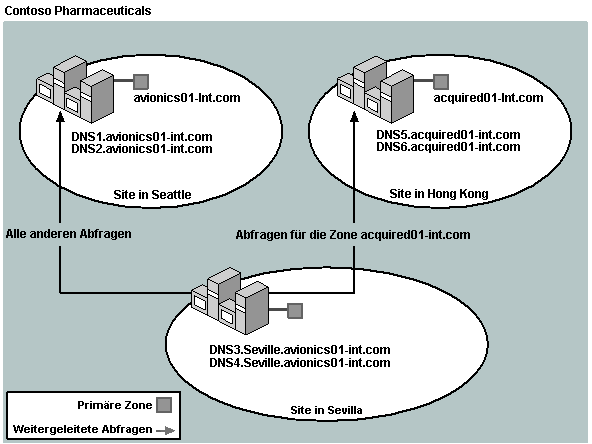 Contoso Pharmaceuticals
avionics01-Int.com
DNS1.avionics01-int.com
DNS2.avionics01-int.com
Site in Seattle
acquired01-Int.com
DNS5.acquired01-int.com
DNS6.acquired01-int.com
Site in Hong Kong
Alle anderen Abfragen
Abfragen für die Zone acquired01-int.com
DNS3.Seville.avionics01-int.com
DNS4.Seville.avionics01-int.com
Site in Sevilla
Primäre Zone
Weitergeleitete Abfragen